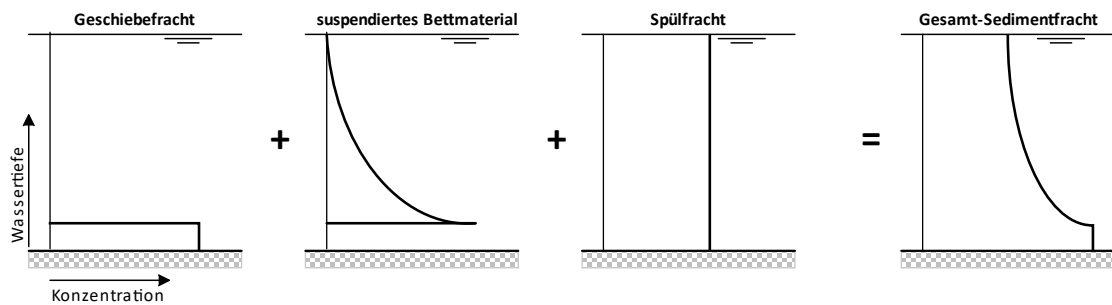 Geschiebefracht
suspendiertes Bettmaterial
Spülfracht
Gesamt-Sedimentfracht
Wassertiefe
+
+
=
Konzentration